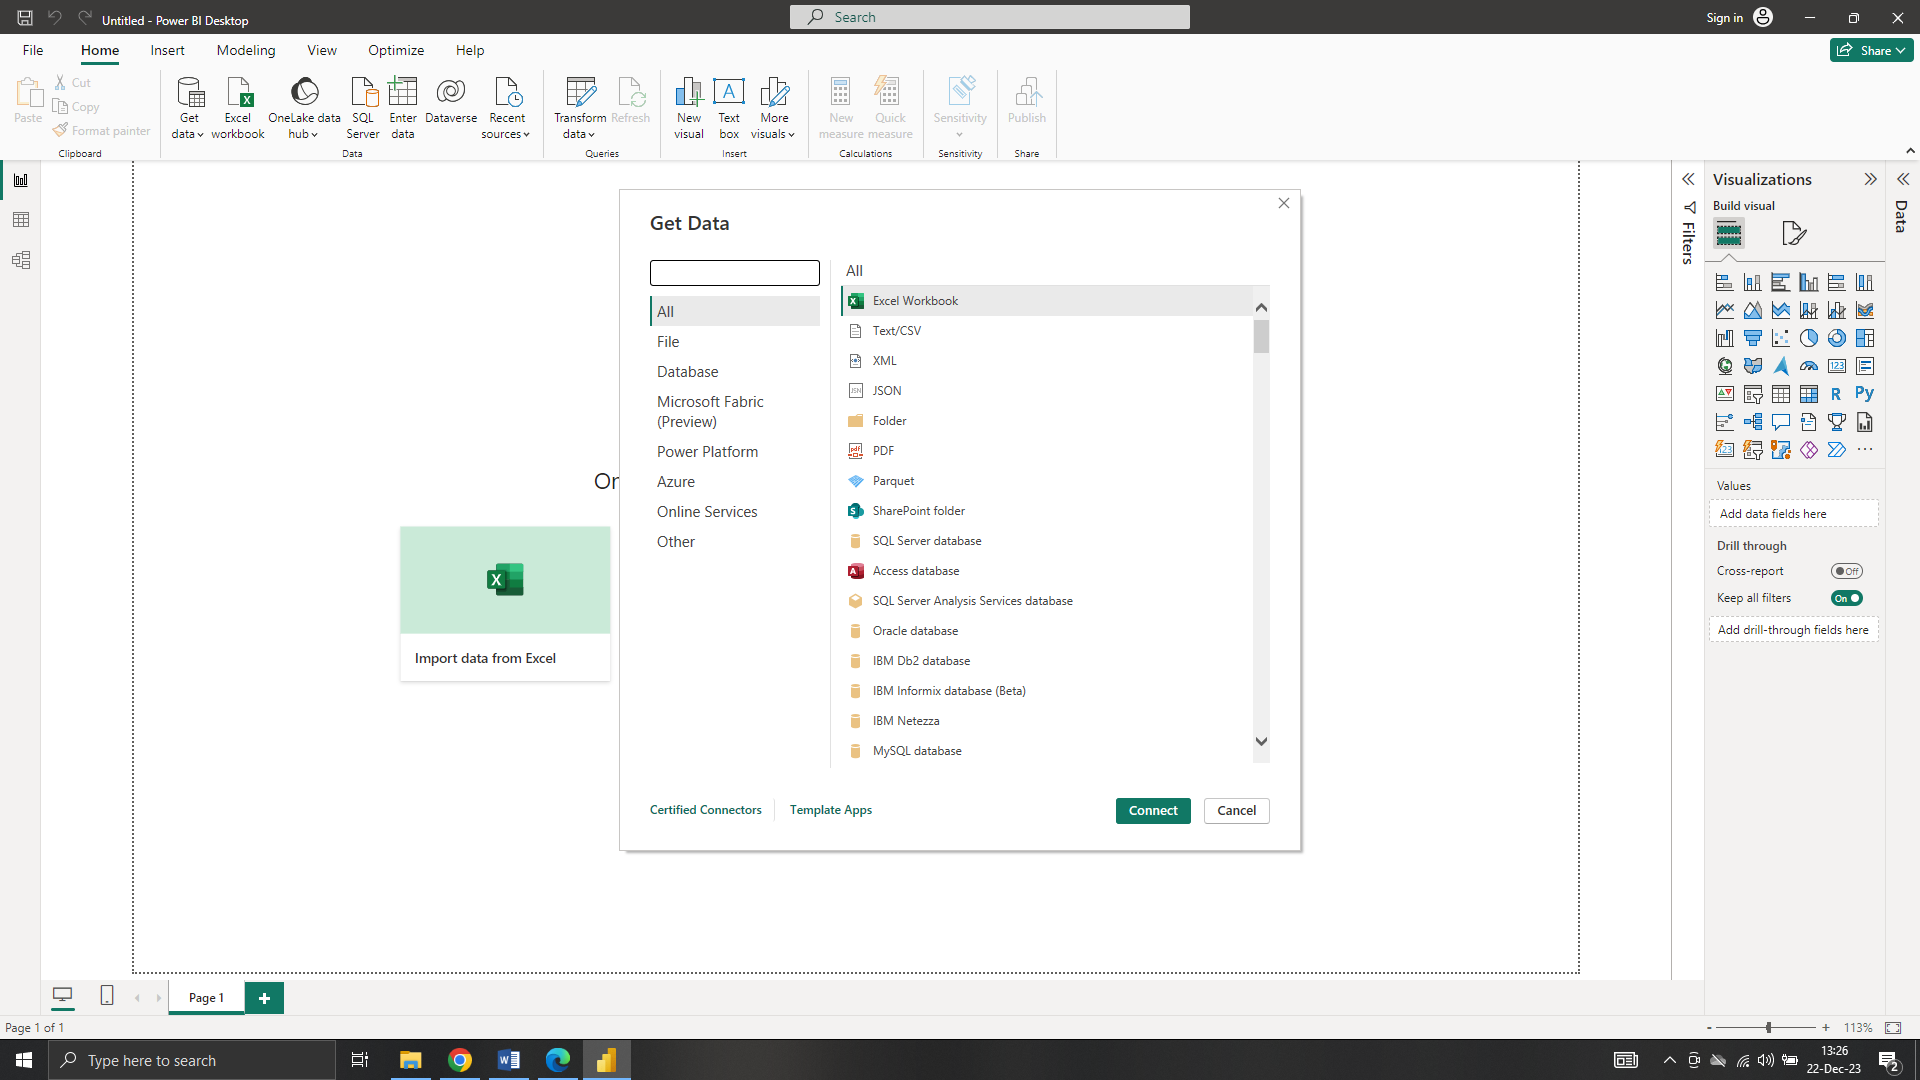 Untitled - Power BI Desktop
Search
Sign in
File Home Insert Modeling View Optimize Help
Share
Paste
Cut
Copy
Format painter
Clipboard
Get data
Excel workbook
OneLake data hub
SQL Server
Enter data
Dataverse
Recent sources
Data
Transform data
Refresh
Queries
New visual
Text box
More visuals
Insert
New measure
Quick measure
Calculations
Sensitivity
Sensitivity
Publish
Share
Get Data
All
File
Database
Microsoft Fabric
(Preview)
Power Platform
Azure
Online Services
Other
All
Excel Workbook
Text/CSV
XML
JSON
Folder
PDF
Parquet
SharePoint folder
SQL Server database
Access database
SQL Server Analysis Services database
Oracle database
IBM Db2 database
IBM Informix database (Beta)
IBM Netezza
MySQL database
Certified Connectors
Template Apps
Connect
Cancel
Import data from Excel
Filters
Visualizations
Build visual
123
R
Py
123
Values
Add data fields here
Drill through
Cross-report
Off
Keep all filters
On
Add drill-through fields here
Data
Page 1
Page 1 of 1
113%
Type here to search
13:26
22-Dec-23
2